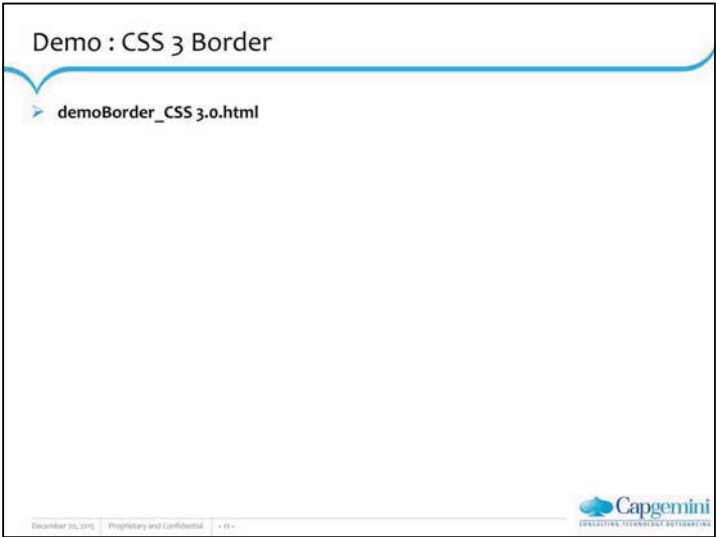 Demo : CSS 3 Border
➢ demoBorder_CSS 3.0.html
December 20, 2015 Proprietary and Confidential - 11 -
Capgemini
CONSULTING.TECHNOLOGY.OUTSOURCING